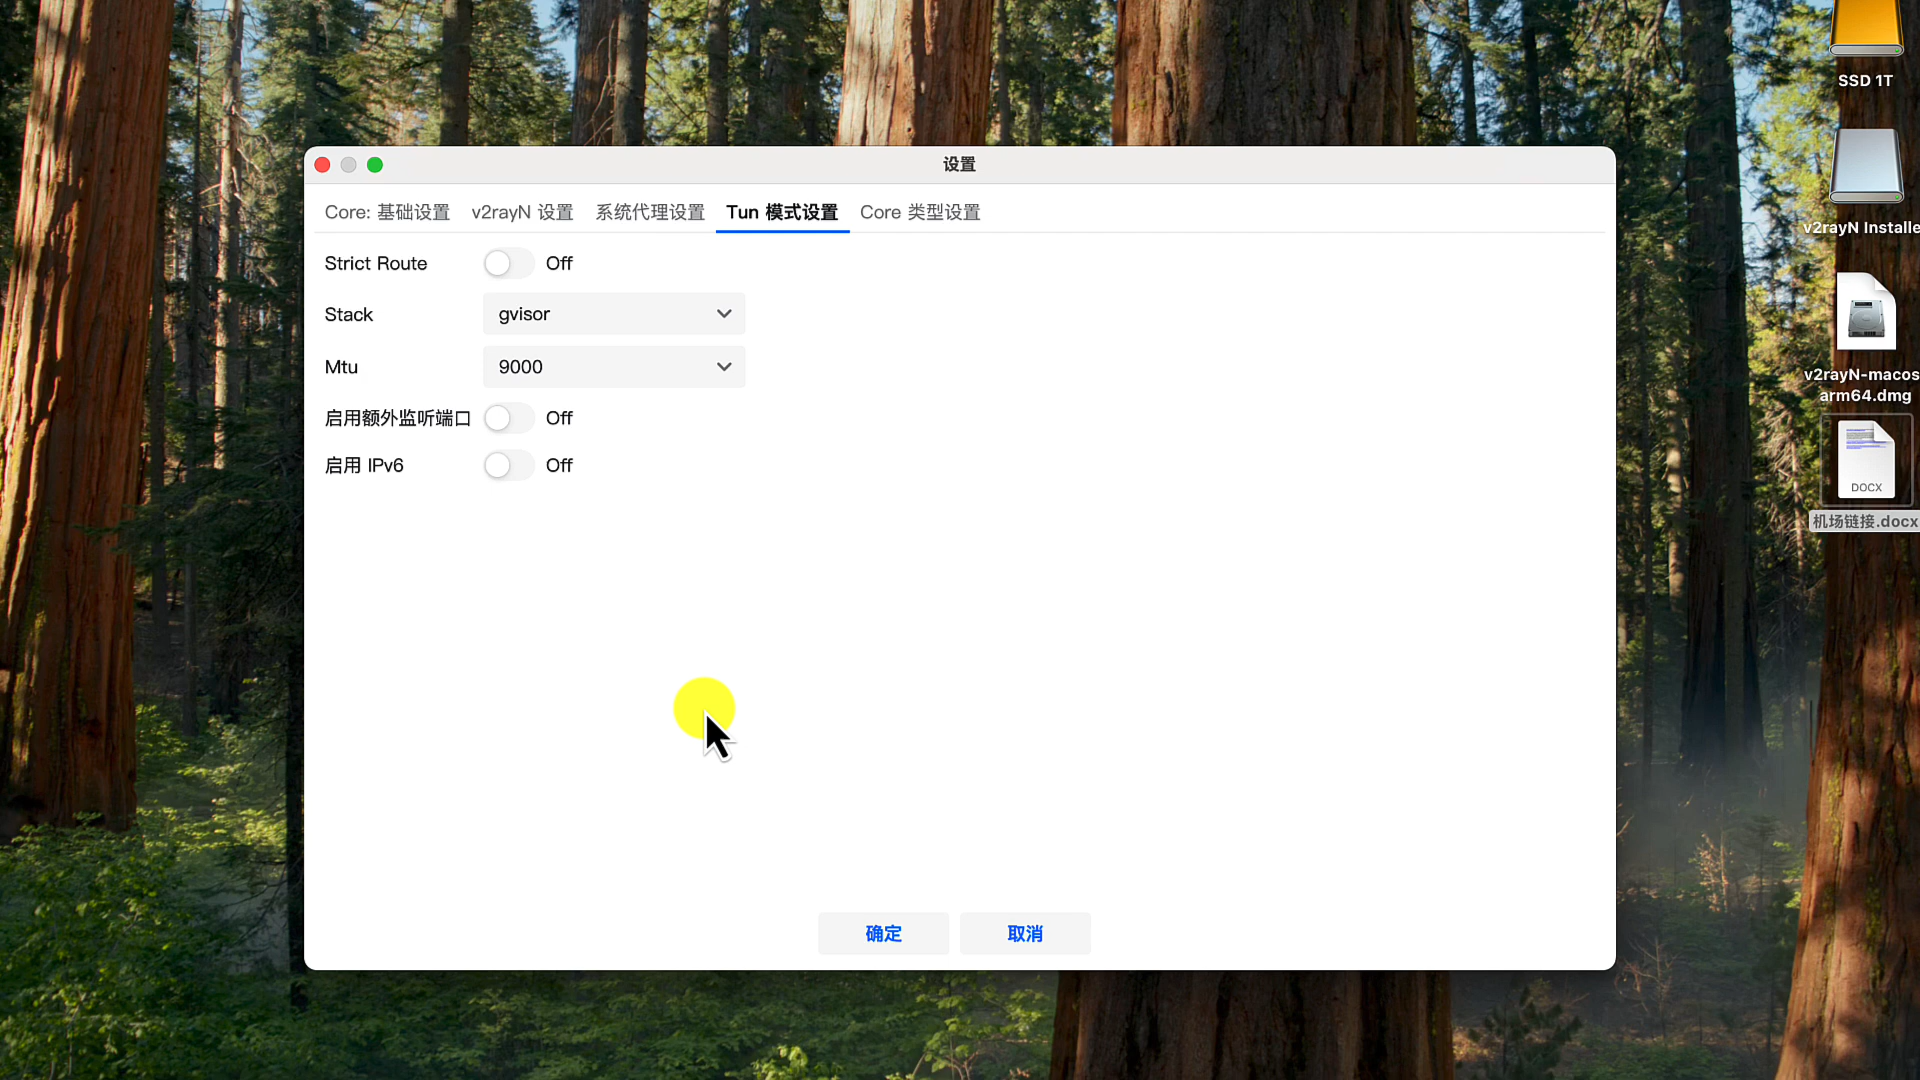 设置
Core: 基础设置
v2rayN 设置
系统代理设置
Tun 模式设置
Core 类型设置
Strict Route
Off
Stack
gvisor
Mtu
9000
启用额外监听端口
Off
启用 IPv6
Off
确定
取消
SSD 1T
v2rayN Installe
v2rayN-macos
arm64.dmg
DOCX
机场链接.docx